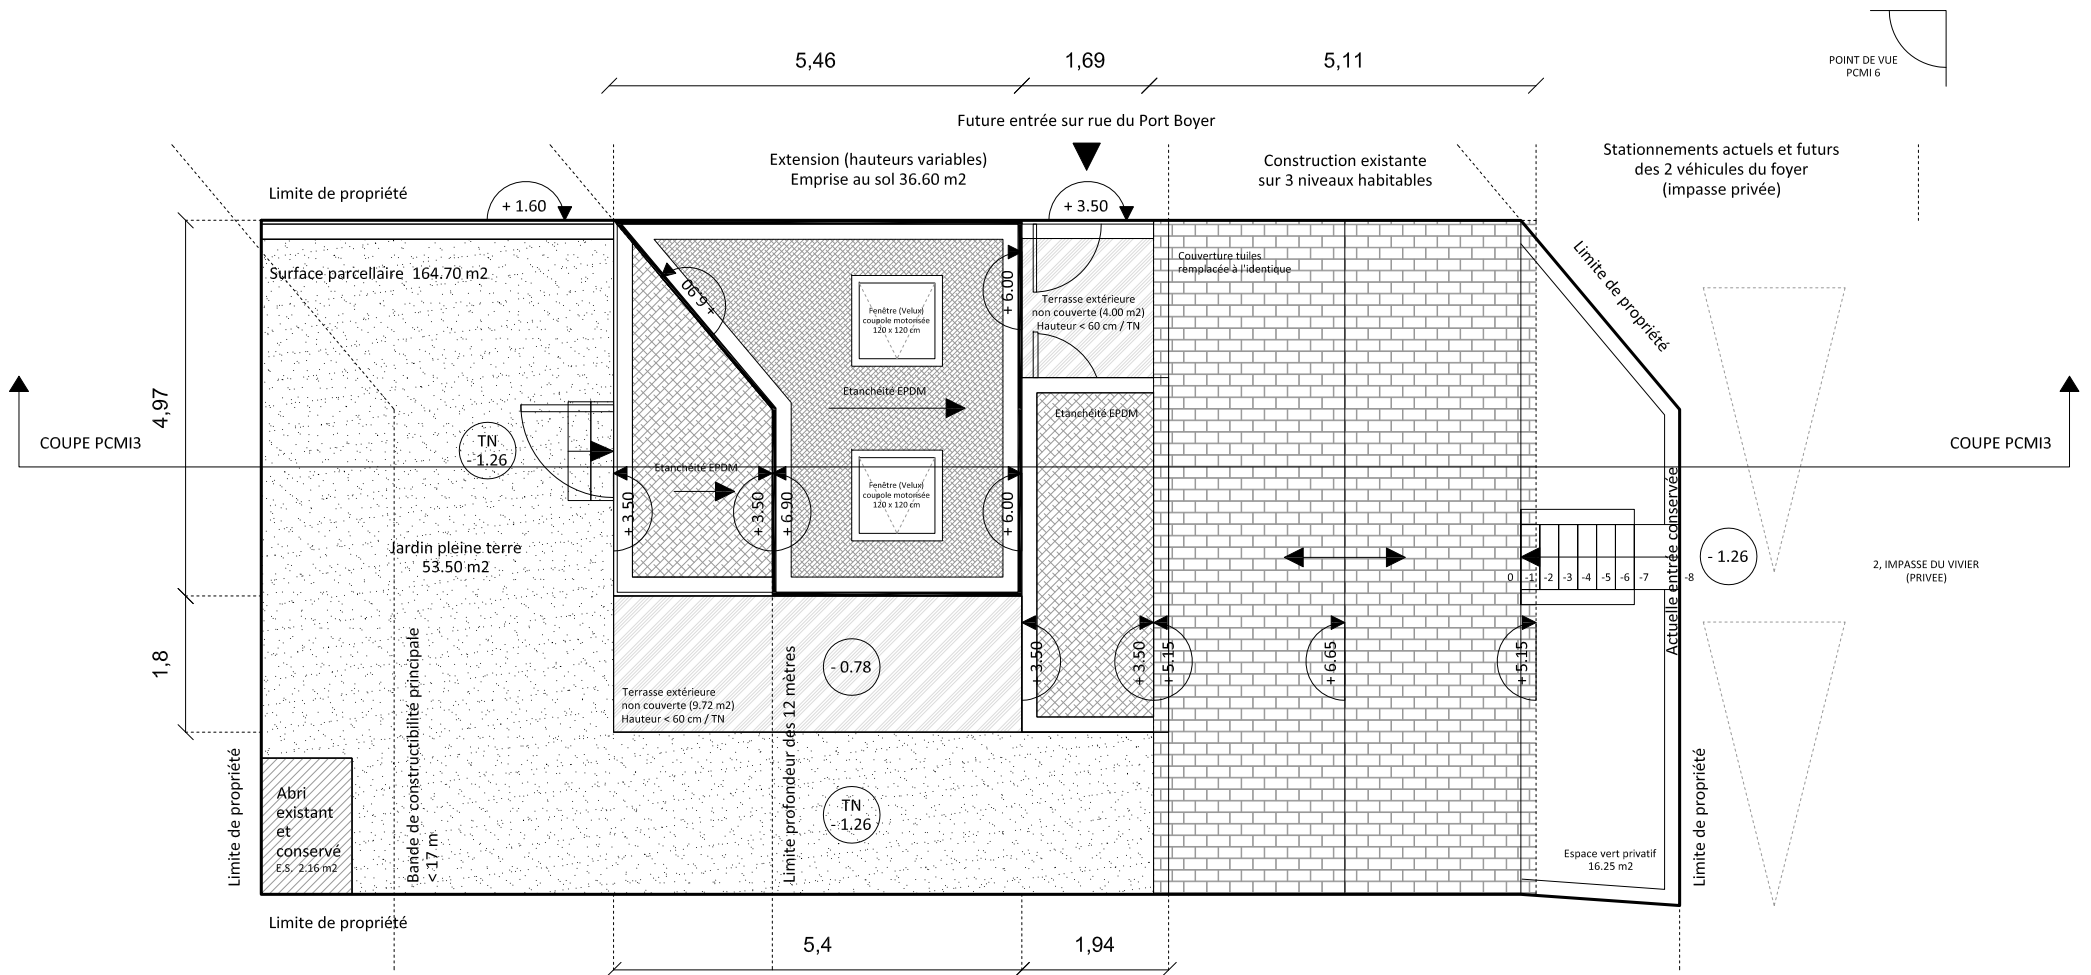 POINT DE VUE
PCMI 6
5,46
1,69
5,11
Future entrée sur rue du Port Boyer
Extension (hauteurs variables)
Emprise au sol 36.60 m2
Construction existante
sur 3 niveaux habitables
Stationnements actuels et futurs
des 2 véhicules du foyer
(impasse privée)
Limite de propriété
+ 1.60
+ 3.50
Surface parcellaire  164.70 m2
Couverture tuiles
remplacée à l'identique
Limite de propriété
+ 6.90
+ 6.00
Fenêtre (Velux)
coupole motorisée
120 x 120 cm
Terrasse extérieure
non couverte (4.00 m2)
Hauteur < 60 cm / TN
4,97
Etanchéité EPDM
Etanchéité EPDM
COUPE PCMI3
TN
- 1.26
Etanchéité EPDM
COUPE PCMI3
Fenêtre (Velux)
coupole motorisée
120 x 120 cm
+ 3.50
+ 3.50
+ 6.90
+ 6.00
Actuelle entrée conservée
Jardin pleine terre
53.50 m2
- 1.26
2, IMPASSE DU VIVIER
(PRIVEE)
0
-1
-2
-3
-4
-5
-6
-7
-8
1,8
- 0.78
+ 3.50
+ 3.50
+ 5.15
+ 6.65
+ 5.15
Terrasse extérieure
non couverte (9.72 m2)
Hauteur < 60 cm / TN
Bande de constructibilité principale
< 17 m
Limite profondeur des 12 mètres
Limite de propriété
Abri
existant
et
conservé
E.S.  2.16 m2
TN
- 1.26
Espace vert privatif
16.25 m2
Limite de propriété
Limite de propriété
5,4
1,94